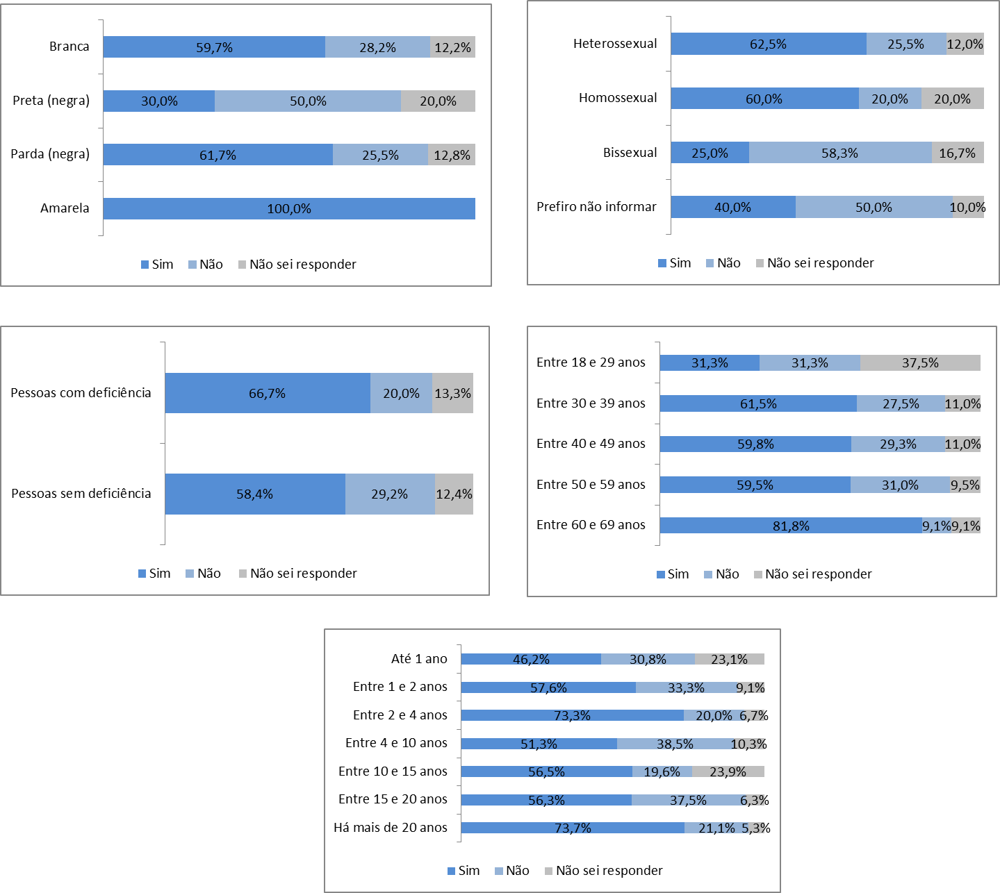 Branca 59,7% 28,2% 12,2%
Preta (negra) 30,0% 50,0% 20,0%
Parda (negra) 61,7% 25,5% 12,8%
Amarela 100,0%
Sim Não Não sei responder
Heterossexual 62,5% 25,5% 12,0%
Homossexual 60,0% 20,0% 20,0%
Bissexual 25,0% 58,3% 16,7%
Prefiro não informar 40,0% 50,0% 10,0%
Sim Não Não sei responder
Pessoas com deficiência 66,7% 20,0% 13,3%
Pessoas sem deficiência 58,4% 29,2% 12,4%
Sim Não Não sei responder
Entre 18 e 29 anos 31,3% 31,3% 37,5%
Entre 30 e 39 anos 61,5% 27,5% 11,0%
Entre 40 e 49 anos 59,8% 29,3% 11,0%
Entre 50 e 59 anos 59,5% 31,0% 9,5%
Entre 60 e 69 anos 81,8% 9,1% 9,1%
Sim Não Não sei responder
Até 1 ano 46,2% 30,8% 23,1%
Entre 1 e 2 anos 57,6% 33,3% 9,1%
Entre 2 e 4 anos 73,3% 20,0% 6,7%
Entre 4 e 10 anos 51,3% 38,5% 10,3%
Entre 10 e 15 anos 56,5% 19,6% 23,9%
Entre 15 e 20 anos 56,3% 37,5% 6,3%
Há mais de 20 anos 73,7% 21,1% 5,3%
Sim Não Não sei responder